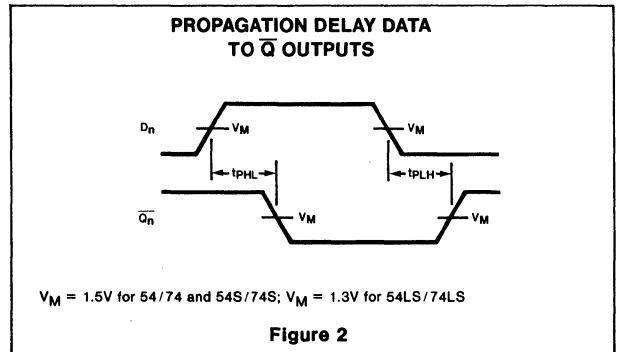 PROPAGATION DELAY DATA
TO Q̅ OUTPUTS
Dn
VM
VM
tPHL
tPLH
Q̅n
VM
VM
VM = 1.5V for 54/74 and 54S/74S; VM = 1.3V for 54LS/74LS
Figure 2